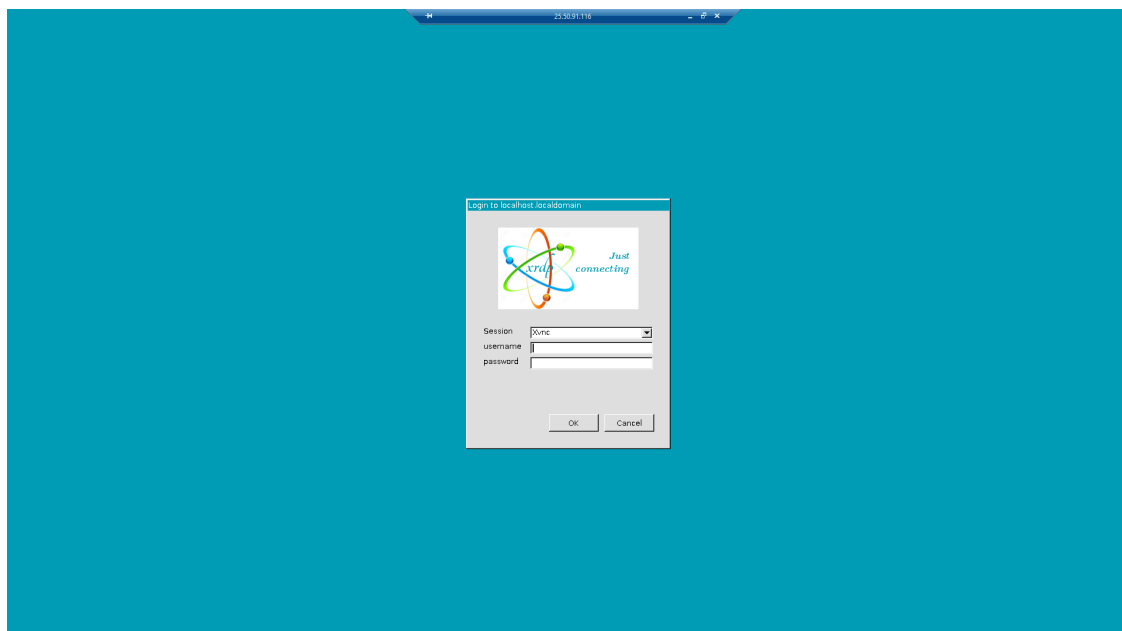 25.50.91.116
Login to localhost.localdomain
xrdp
Just
connecting
Session
Xvnc
username
password
OK
Cancel